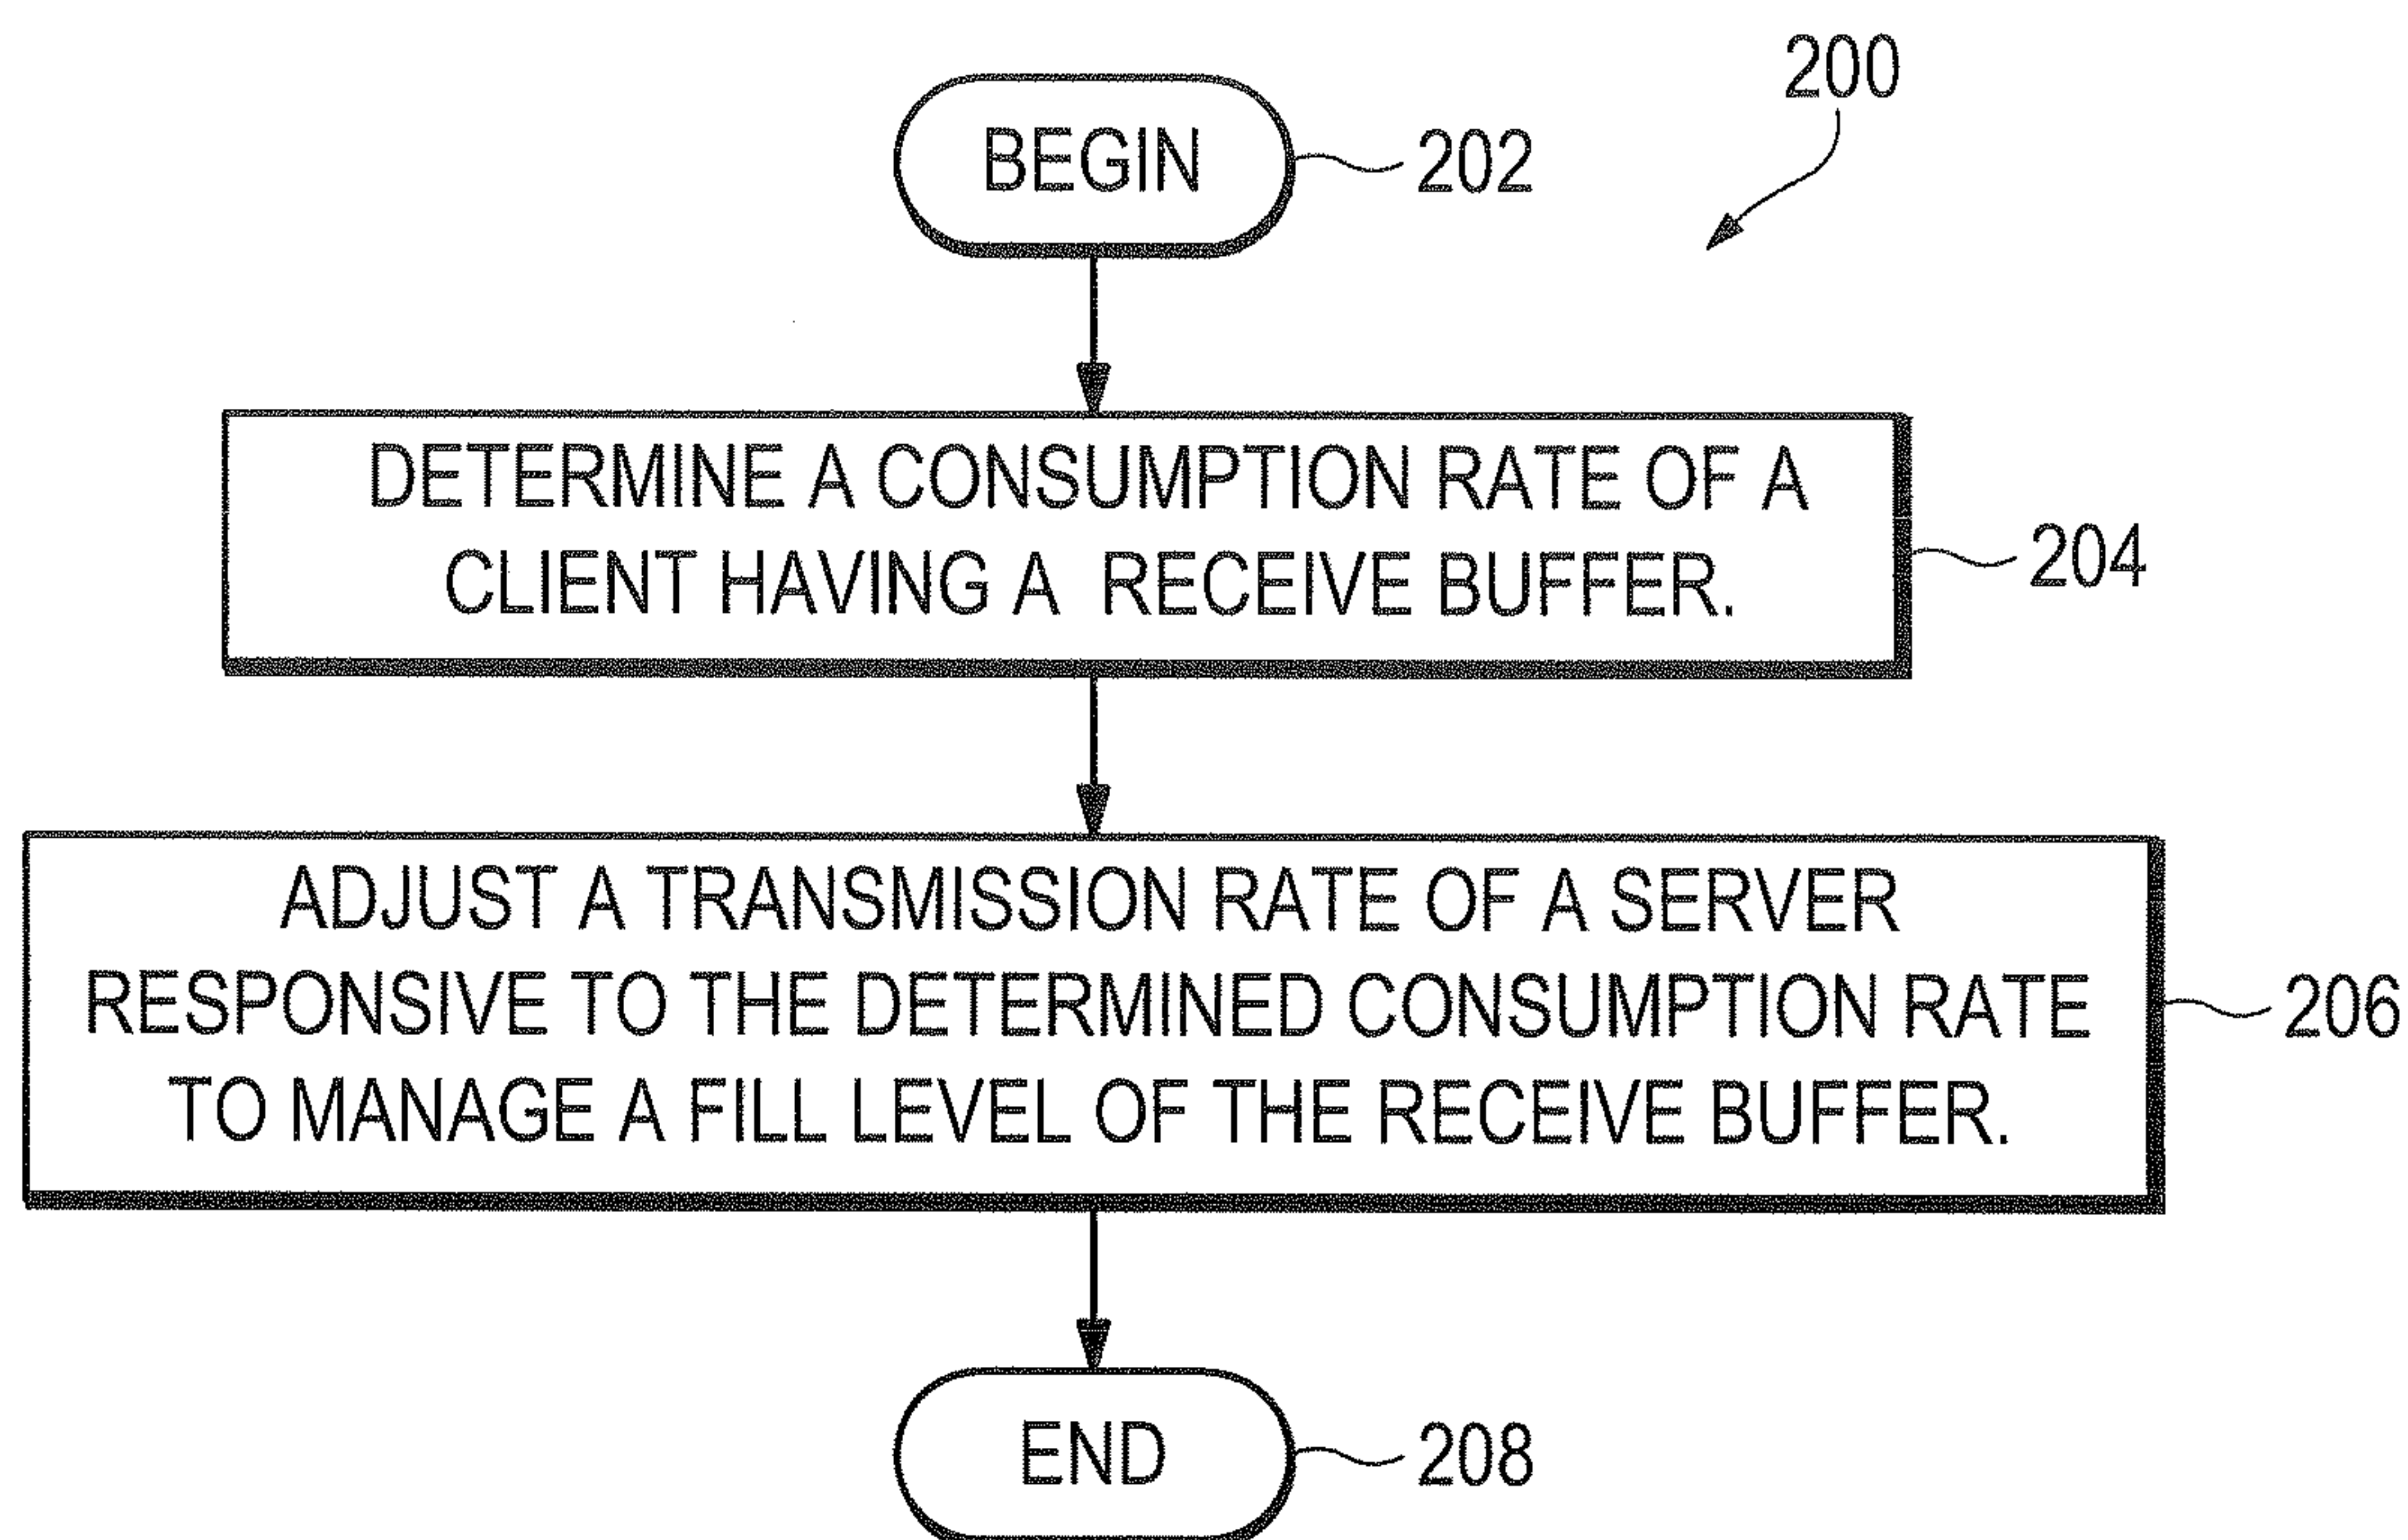 200
BEGIN
202
DETERMINE A CONSUMPTION RATE OF A
CLIENT HAVING A RECEIVE BUFFER.
204
ADJUST A TRANSMISSION RATE OF A SERVER
RESPONSIVE TO THE DETERMINED CONSUMPTION RATE
TO MANAGE A FILL LEVEL OF THE RECEIVE BUFFER.
206
END
208